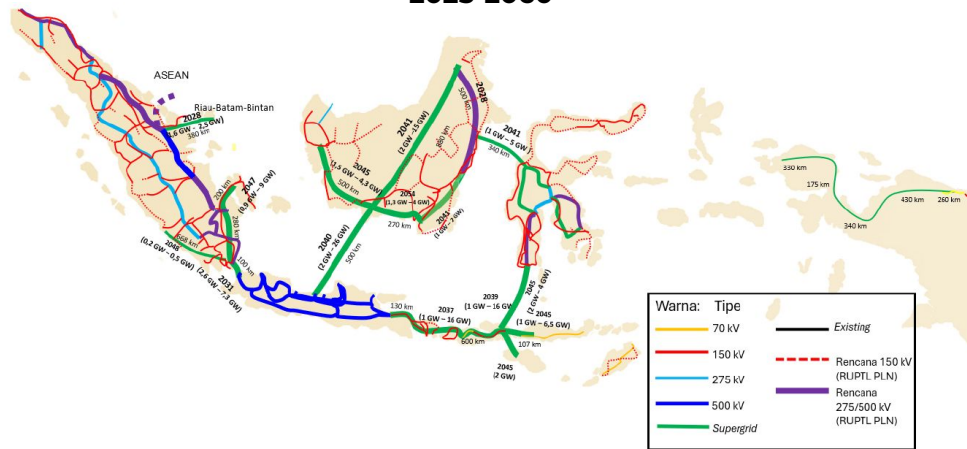 2025-2060
ASEAN
Riau-Batam-Bintan
2028
(1,6 GW - 2,5 GW)
380 km
200 km
2047
(0,9 GW – 9 GW)
280 km
568 km
2048
(0,2 GW – 0,5 GW)
100 km
2031
(2,6 GW – 7,3 GW)
2045
(1,5 GW – 4,3 GW)
500 km
2041
(2 GW -15 GW)
500 km
2028
880 km
2054
(1,3 GW – 4 GW)
270 km
2041
(1 GW – 2 GW)
2040
(2 GW – 26 GW)
500 km
2041
(1 GW – 5 GW)
340 km
130 km
2037
(1 GW – 16 GW)
600 km
2039
(1 GW – 16 GW)
2045
(2 GW – 4 GW)
2045
(1 GW – 6,5 GW)
107 km
2045
(2 GW)
330 km
175 km
340 km
430 km
260 km
Warna: Tipe
70 kV
150 kV
275 kV
500 kV
Supergrid
Existing
Rencana 150 kV
(RUPTL PLN)
Rencana
275/500 kV
(RUPTL PLN)